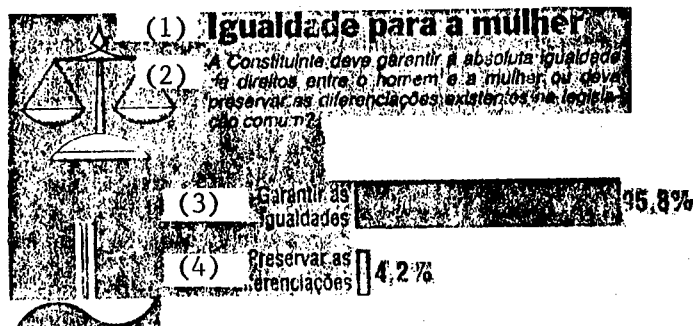 (1) Igualdade para a mulher
(2) A Constituinte deve garantir a absoluta igualdade
de direitos entre o homem e a mulher ou deve
preservar as diferenciações existentes na legisla-
ção comum?
(3) Garantir as
Igualdades
95,8%
(4) Preservar as
erenciações
4,2%